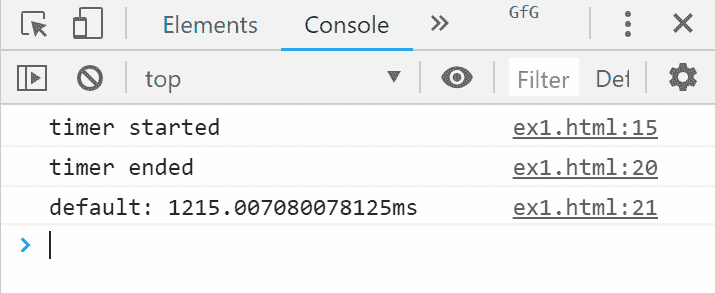 GfG
Elements Console
top Filter Def
timer started ex1.html:15
timer ended ex1.html:20
default: 1215.007080078125ms ex1.html:21